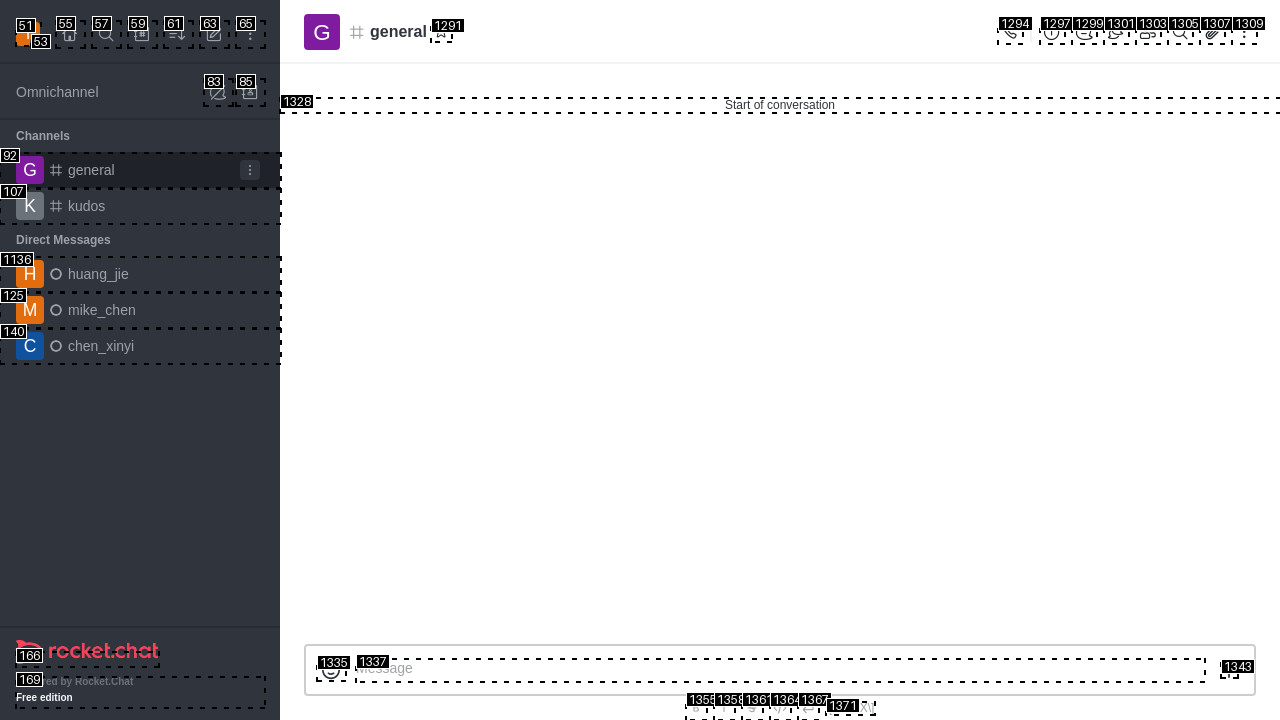 51
53
55
57
59
61
63
65
G
general
1291
1294
1297
1299
1301
1303
1305
1307
1309
Omnichannel
83
85
1328
Start of conversation
Channels
92
G
general
107
K
kudos
Direct Messages
1136
H
huang_jie
125
M
mike_chen
140
C
chen_xinyi
166
rocket.chat
169
by Rocket.Chat
Free edition
1335
1337
Message
1343
1355
1358
1361
1364
1367
1371